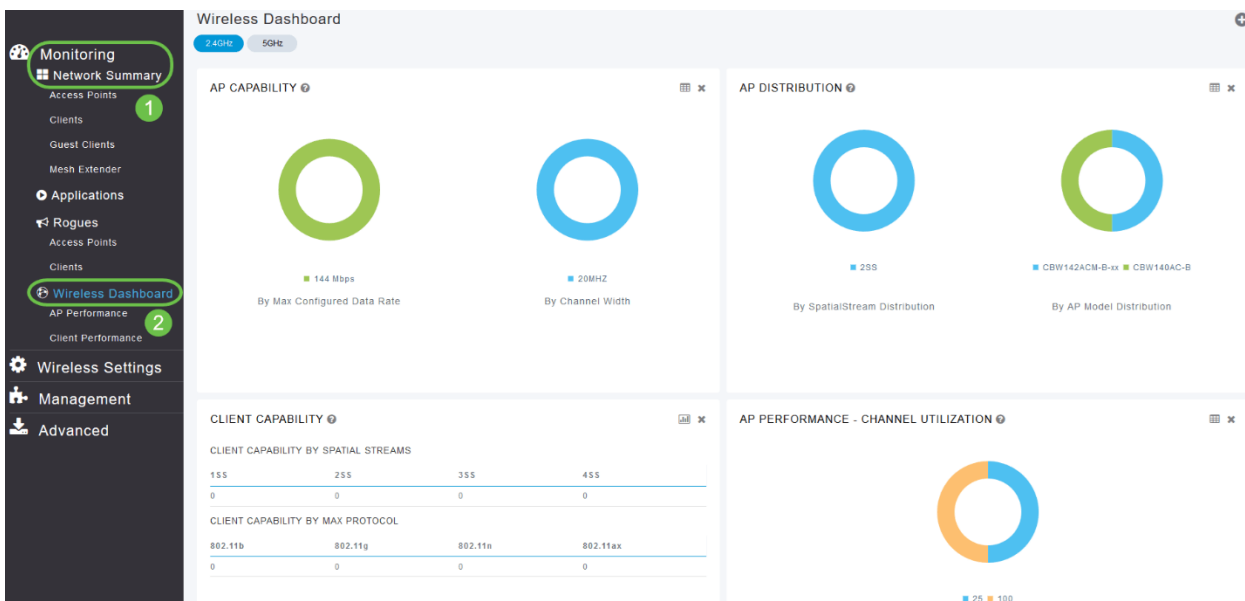 Monitoring
Network Summary
Access Points
1
Clients
Guest Clients
Mesh Extender
Applications
Rogues
Access Points
Clients
Wireless Dashboard
AP Performance
2
Client Performance
Wireless Settings
Management
Advanced
Wireless Dashboard
2.4GHz 5GHz
AP CAPABILITY
144 Mbps
By Max Configured Data Rate
20MHZ
By Channel Width
AP DISTRIBUTION
2SS
By SpatialStream Distribution
CBW142ACM-B-xx CBW140AC-B
By AP Model Distribution
CLIENT CAPABILITY
CLIENT CAPABILITY BY SPATIAL STREAMS
1SS 2SS 3SS 4SS
0 0 0 0
CLIENT CAPABILITY BY MAX PROTOCOL
802.11b 802.11g 802.11n 802.11ax
0 0 0 0
AP PERFORMANCE - CHANNEL UTILIZATION
25 100